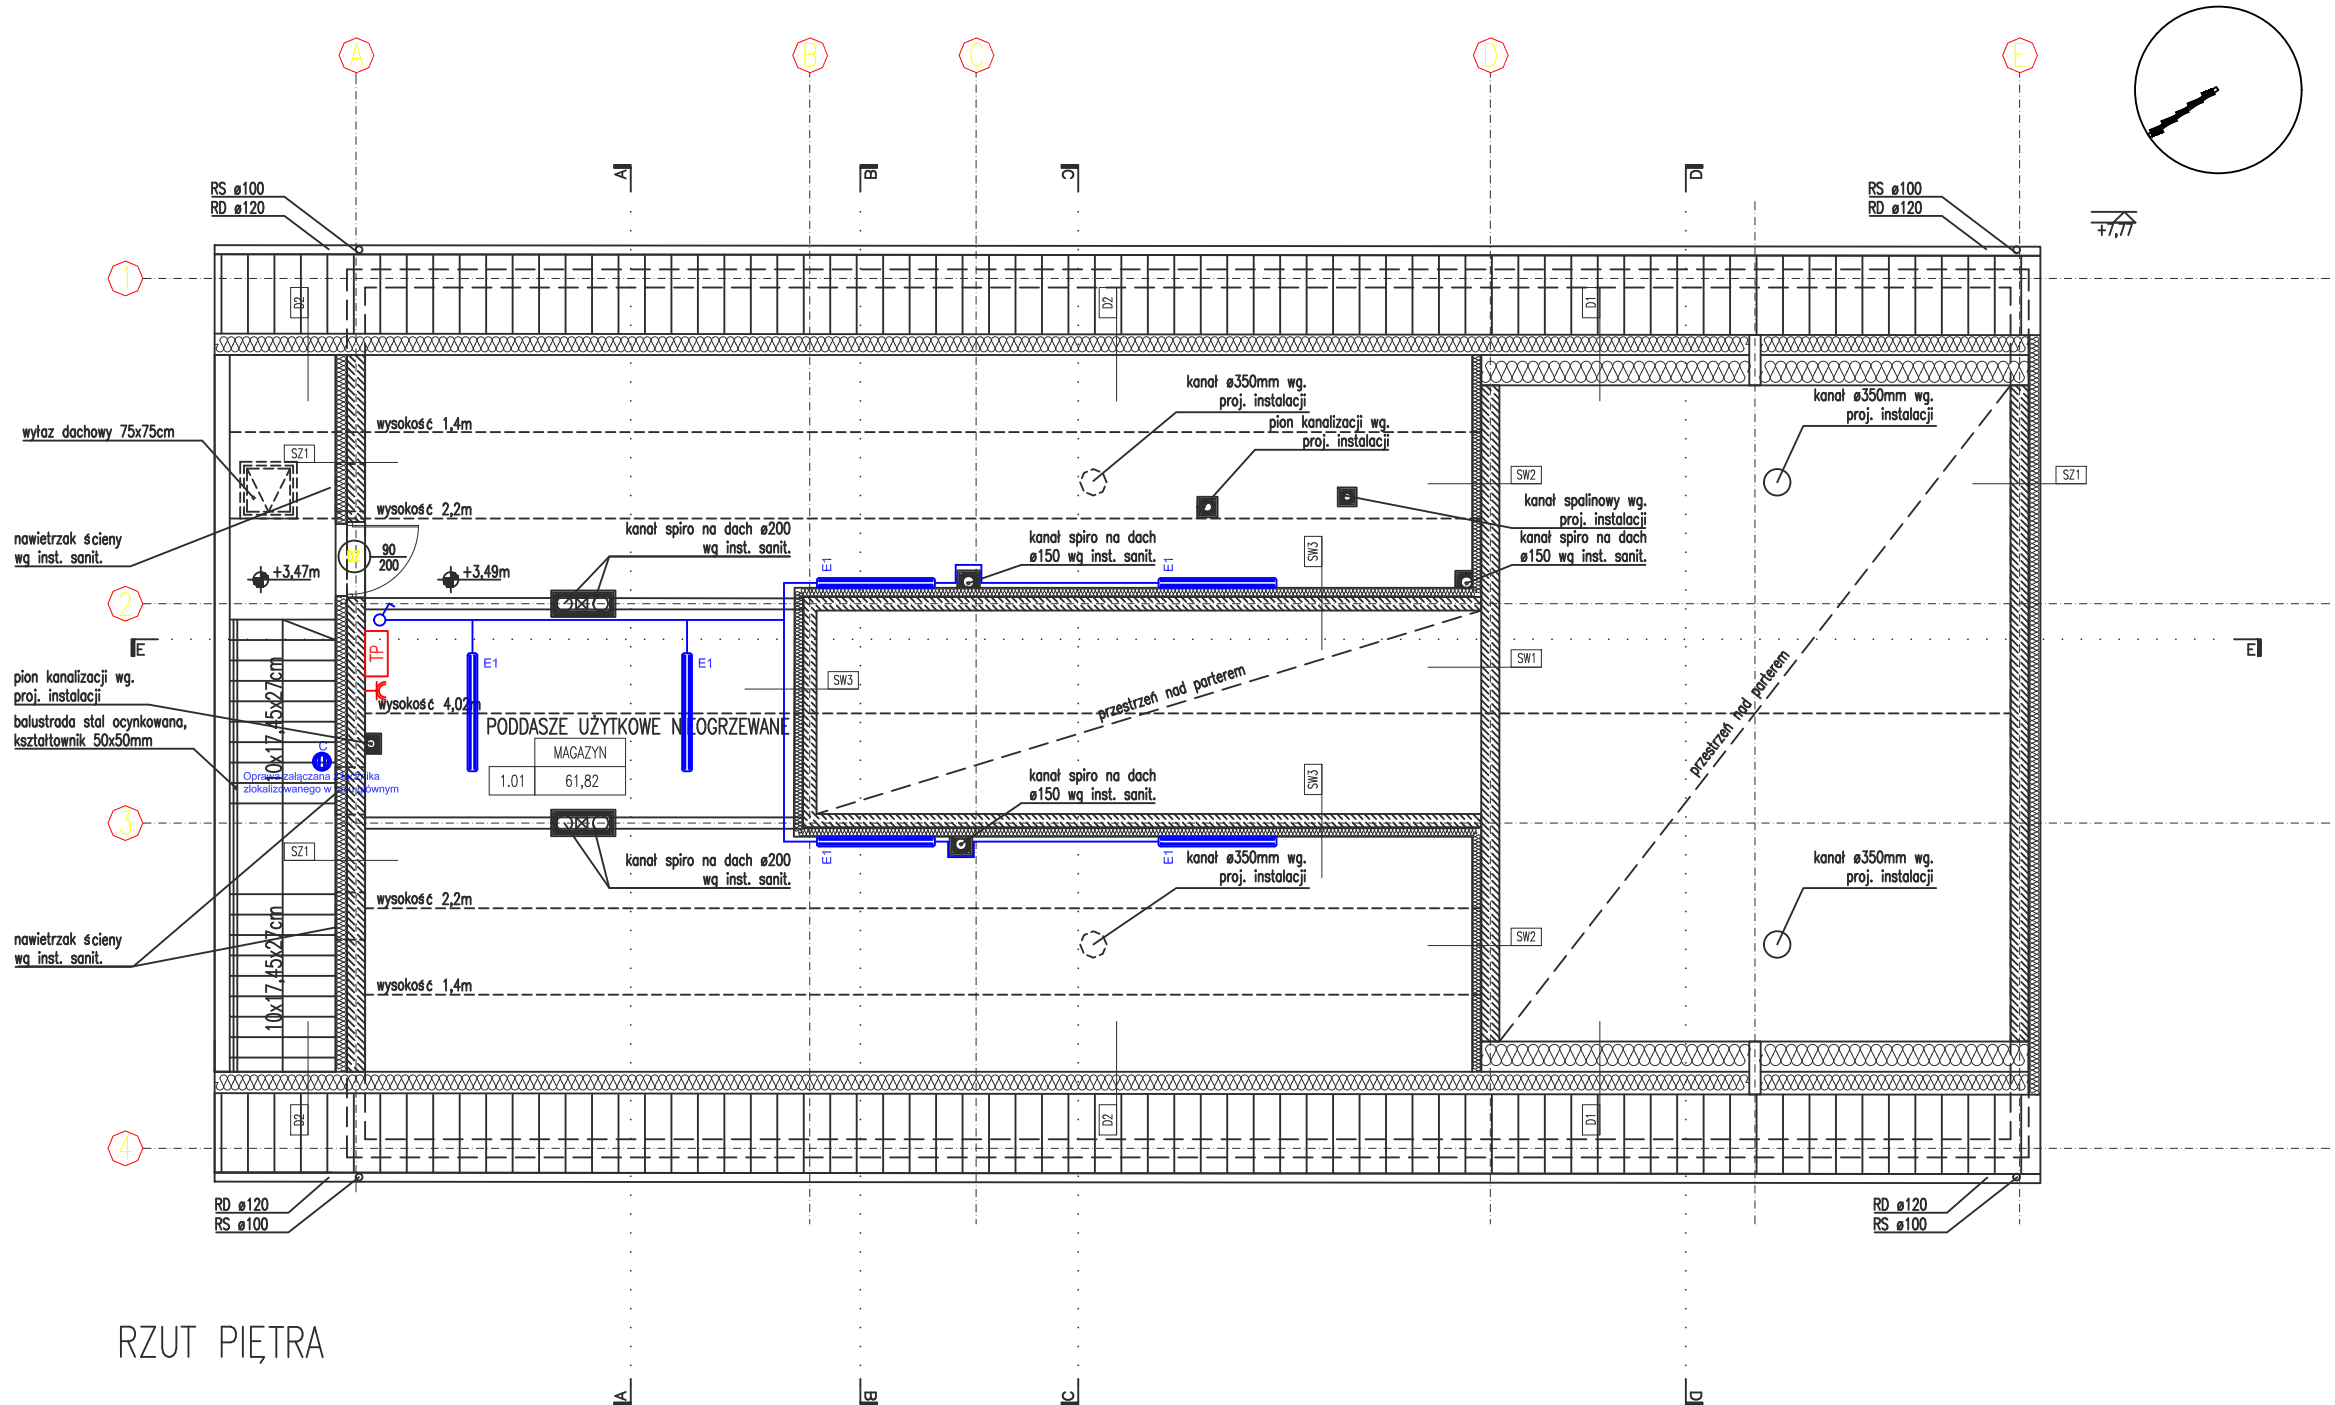 A
B
C
D
E
A
B
C
D
RS ø100
RD ø120
RS ø100
RD ø120
+7,77
1
D2
D2
D1
kanał ø350mm wg.
proj. instalacji
kanał ø350mm wg.
proj. instalacji
wysokość 1,4m
pion kanalizacji wg.
proj. instalacji
wyłaz dachowy 75x75cm
SZ1
SW2
SZ1
wysokość 2,2m
kanał spalinowy wg.
proj. instalacji
nawietrzak ścieny
wg inst. sanit.
kanał spiro na dach ø200
wg inst. sanit.
kanał spiro na dach
ø150 wg inst. sanit.
kanał spiro na dach
ø150 wg inst. sanit.
SW3
90
200
E1
E1
+3,47m
+3,49m
2
E
E
TP
E1
E1
SW1
SW3
pion kanalizacji wg.
proj. instalacji
10x17,45x27cm
przestrzeń nad parterem
przestrzeń nad parterem
wysokość 4,02m
balustrada stal ocynkowana,
kształtownik 50x50mm
PODDASZE UŻYTKOWE NIEOGRZEWANE
C
MAGAZYN
1.01
61,82
Oprawa załączana z łącznika
zlokalizowanego w
kanał spiro na dach
ø150 wg inst. sanit.
SW3
3
SZ1
E1
E1
kanał spiro na dach ø200
wg inst. sanit.
kanał ø350mm wg.
proj. instalacji
kanał ø350mm wg.
proj. instalacji
wysokość 2,2m
nawietrzak ścieny
wg inst. sanit.
10x17,45x27cm
SW2
wysokość 1,4m
D2
D2
D1
4
RD ø120
RS ø100
RD ø120
RS ø100
RZUT PIĘTRA
A
B
C
D